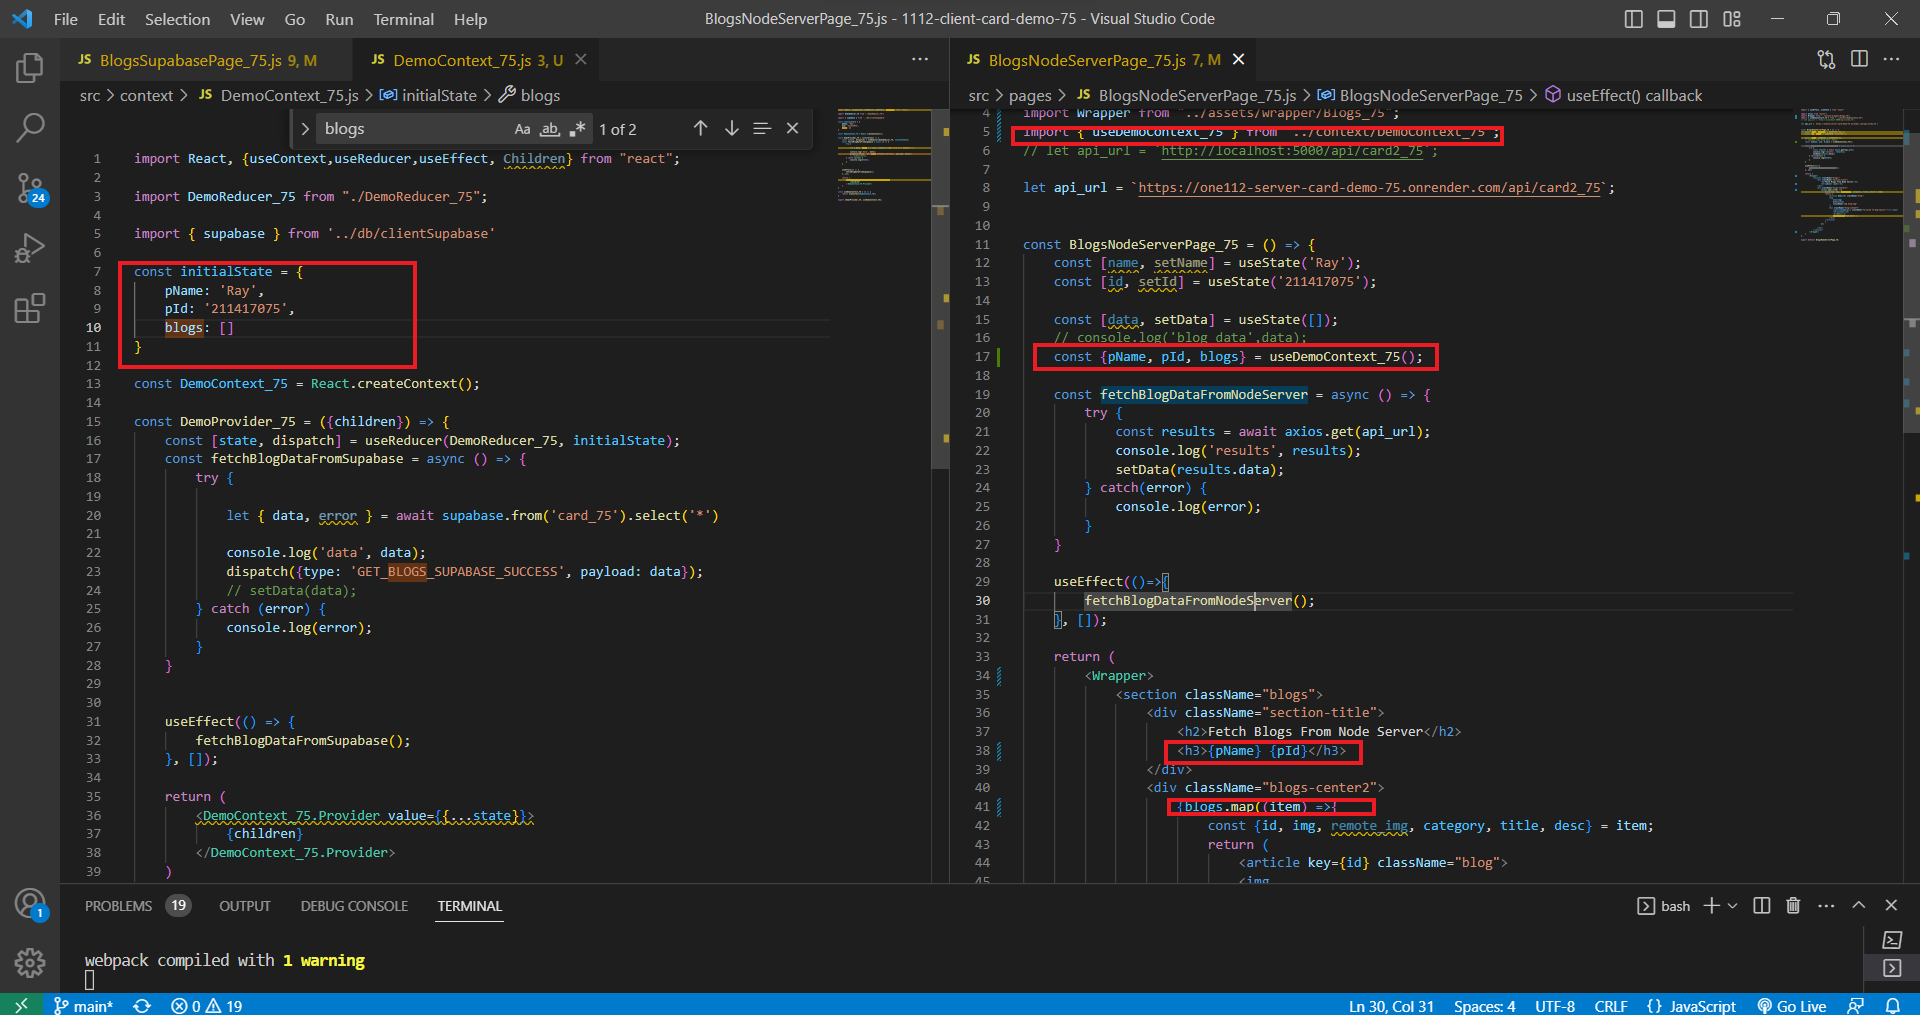 File Edit Selection View Go Run Terminal Help
BlogsNodeServerPage_75.js - 1112-client-card-demo-75 - Visual Studio Code
JS BlogsSupabasePage_75.js 9, M
JS DemoContext_75.js 3, U
src > context > JS DemoContext_75.js > initialState > blogs
blogs Aa ab .* 1 of 2
1 import React, {useContext,useReducer,useEffect, Children} from "react";
2
3 import DemoReducer_75 from "./DemoReducer_75";
4
5 import { supabase } from '../db/clientSupabase'
6
7 const initialState = {
8 pName: 'Ray',
9 pId: '211417075',
10 blogs: []
11 }
12
13 const DemoContext_75 = React.createContext();
14
15 const DemoProvider_75 = ({children}) => {
16 const [state, dispatch] = useReducer(DemoReducer_75, initialState);
17 const fetchBlogDataFromSupabase = async () => {
18 try {
19
20 let { data, error } = await supabase.from('card_75').select('*')
21
22 console.log('data', data);
23 dispatch({type: 'GET_BLOGS_SUPABASE_SUCCESS', payload: data});
24 // setData(data);
25 } catch (error) {
26 console.log(error);
27 }
28 }
29
30
31 useEffect(() => {
32 fetchBlogDataFromSupabase();
33 }, []);
34
35 return (
36 <DemoContext_75.Provider value={{...state}}>
37 {children}
38 </DemoContext_75.Provider>
39 )
JS BlogsNodeServerPage_75.js 7, M
src > pages > JS BlogsNodeServerPage_75.js > BlogsNodeServerPage_75 > useEffect() callback
4 import Wrapper from "../assets/wrapper/Blogs_75";
5 import { useDemoContext_75 } from "../context/DemoContext_75";
6 // let api_url = `http://localhost:5000/api/card2_75`;
7
8 let api_url = `https://one112-server-card-demo-75.onrender.com/api/card2_75`;
9
10
11 const BlogsNodeServerPage_75 = () => {
12 const [name, setName] = useState('Ray');
13 const [id, setId] = useState('211417075');
14
15 const [data, setData] = useState([]);
16 // console.log('blog data',data);
17 const {pName, pId, blogs} = useDemoContext_75();
18
19 const fetchBlogDataFromNodeServer = async () => {
20 try {
21 const results = await axios.get(api_url);
22 console.log('results', results);
23 setData(results.data);
24 } catch(error) {
25 console.log(error);
26 }
27 }
28
29 useEffect(()=>{
30 fetchBlogDataFromNodeServer();
31 }, []);
32
33 return (
34 <Wrapper>
35 <section className="blogs">
36 <div className="section-title">
37 <h2>Fetch Blogs From Node Server</h2>
38 <h3>{pName} {pId}</h3>
39 </div>
40 <div className="blogs-center2">
41 {blogs.map((item) =>{
42 const {id, img, remote_img, category, title, desc} = item;
43 return (
44 <article key={id} className="blog">
45 <img
24
1
PROBLEMS 19 OUTPUT DEBUG CONSOLE TERMINAL
bash
webpack compiled with 1 warning
main* 0 19
Ln 30, Col 31 Spaces: 4 UTF-8 CRLF {} JavaScript Go Live